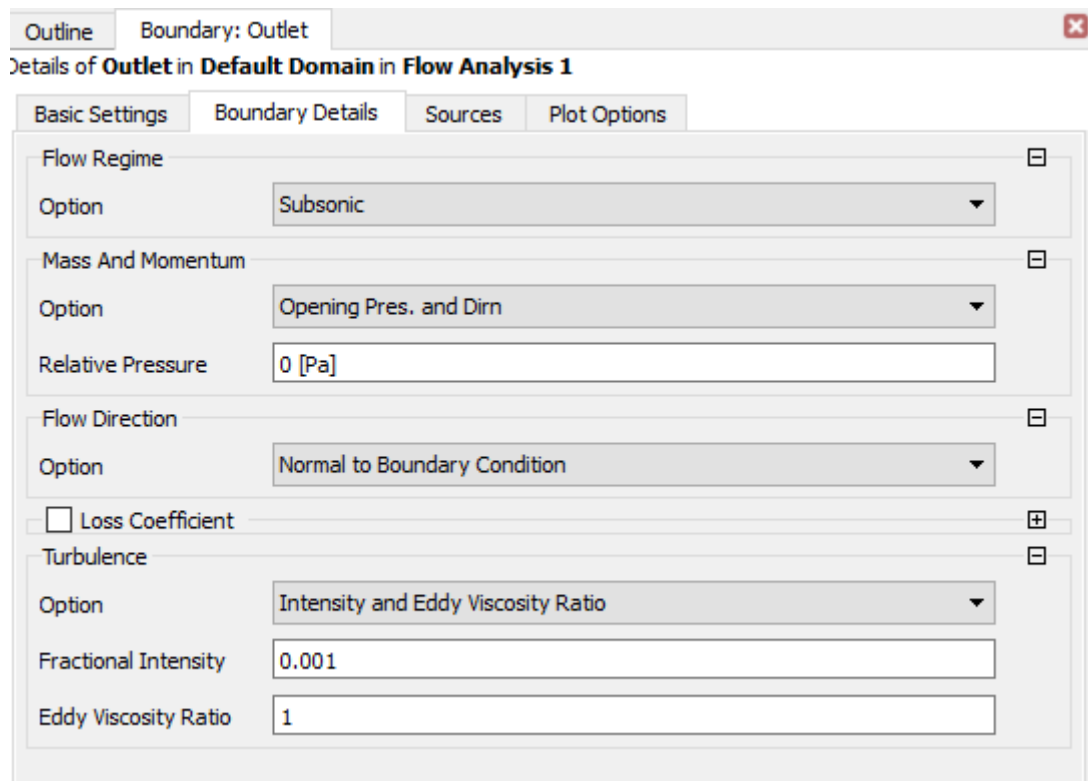 Outline Boundary: Outlet
Details of Outlet in Default Domain in Flow Analysis 1
Basic Settings Boundary Details Sources Plot Options
Flow Regime
Option Subsonic
Mass And Momentum
Option Opening Pres. and Dirn
Relative Pressure 0 [Pa]
Flow Direction
Option Normal to Boundary Condition
Loss Coefficient
Turbulence
Option Intensity and Eddy Viscosity Ratio
Fractional Intensity 0.001
Eddy Viscosity Ratio 1